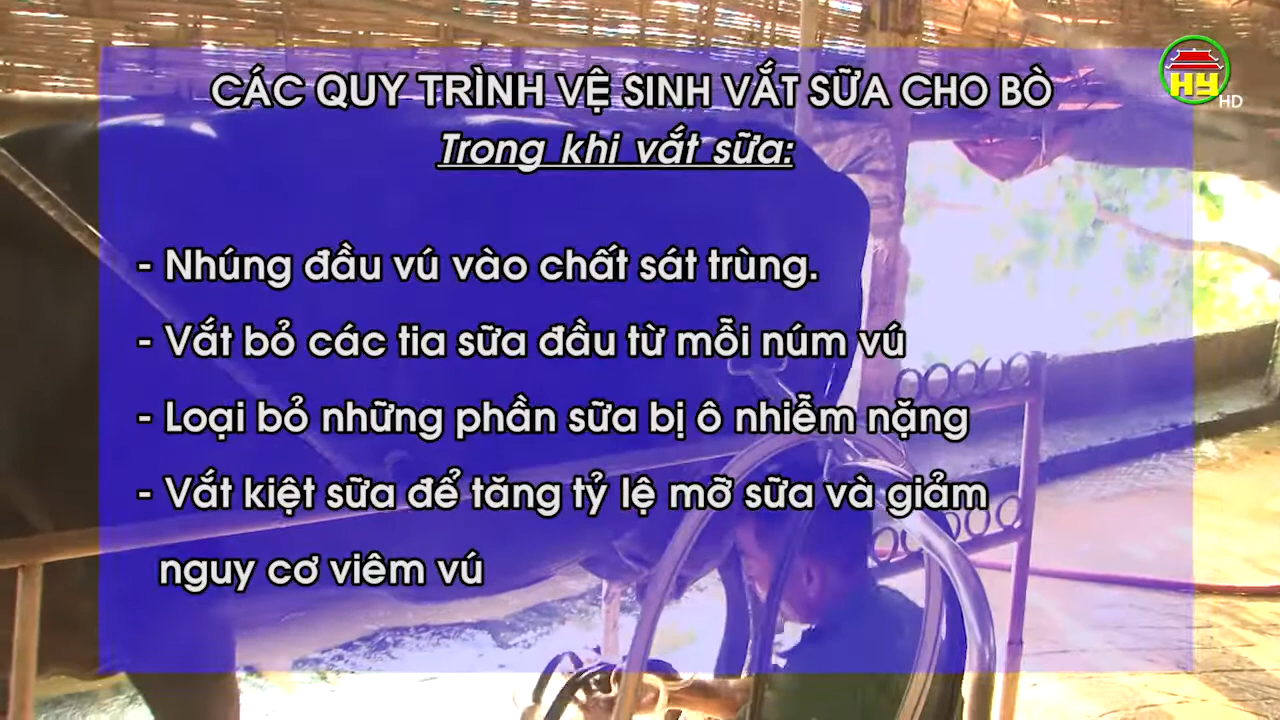 CÁC QUY TRÌNH VỆ SINH VẮT SỮA CHO BÒ
HY HD
Trong khi vắt sữa:
- Nhúng đầu vú vào chất sát trùng.
- Vắt bỏ các tia sữa đầu từ mỗi núm vú
- Loại bỏ những phần sữa bị ô nhiễm nặng
- Vắt kiệt sữa để tăng tỷ lệ mỡ sữa và giảm
nguy cơ viêm vú